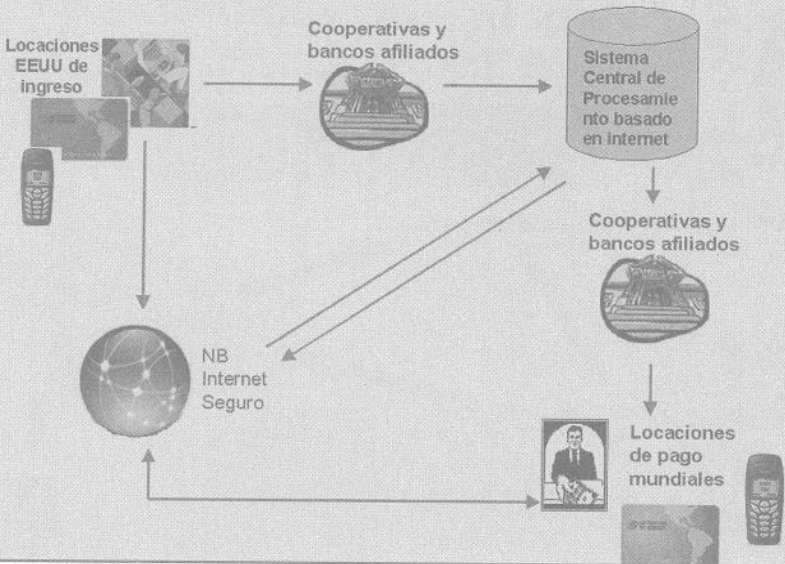 Locaciones
EEUU de
ingreso
Cooperativas y
bancos afiliados
Sistema
Central de
Procesamie
nto basado
en internet
Cooperativas y
bancos afiliados
NB
Internet
Seguro
Locaciones
de pago
mundiales